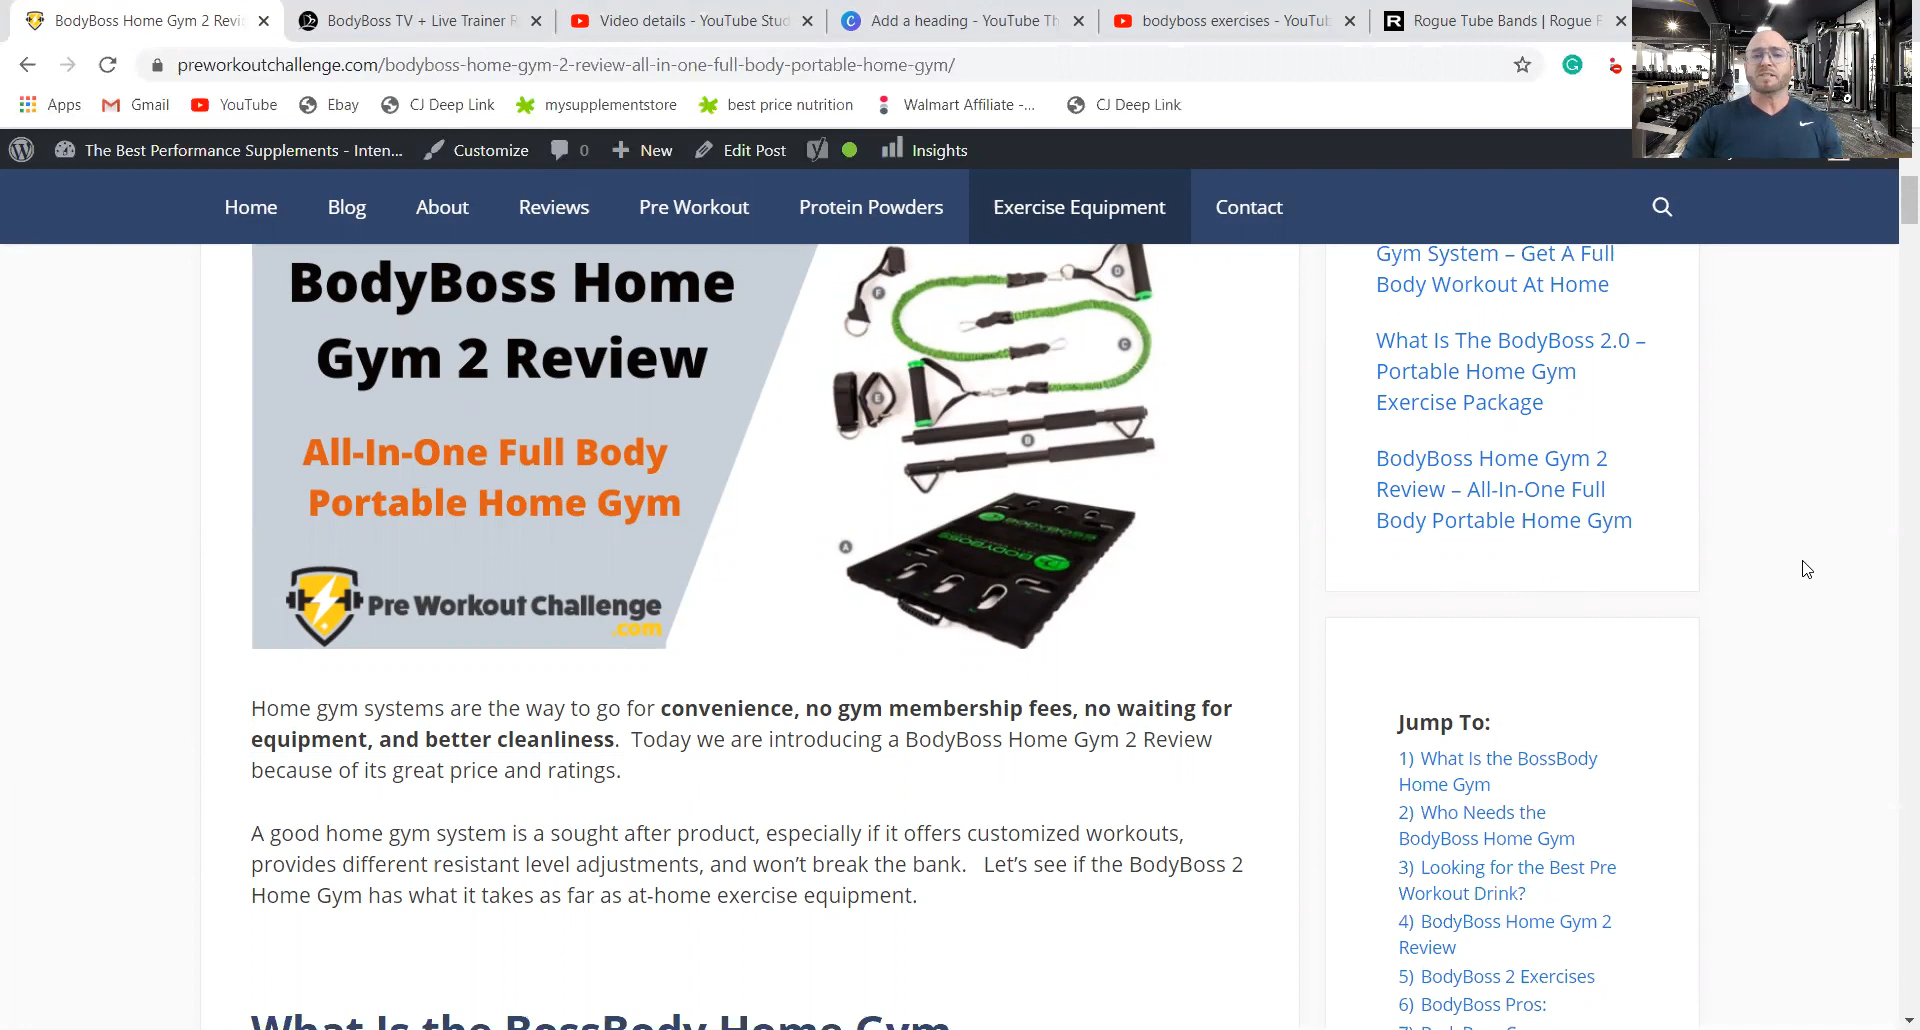 BodyBoss Home Gym 2 Revi
BodyBoss TV + Live Trainer R
Video details - YouTube Stud
Add a heading - YouTube Th
bodyboss exercises - YouTub
Rogue Tube Bands | Rogue F
preworkoutchallenge.com/bodyboss-home-gym-2-review-all-in-one-full-body-portable-home-gym/
Apps
Gmail
YouTube
Ebay
CJ Deep Link
mysupplementstore
best price nutrition
Walmart Affiliate -...
CJ Deep Link
The Best Performance Supplements - Inten...
Customize
0
New
Edit Post
Insights
Home
Blog
About
Reviews
Pre Workout
Protein Powders
Exercise Equipment
Contact
BodyBoss Home
Gym 2 Review
All-In-One Full Body
Portable Home Gym
Pre Workout Challenge
.com
D
F
C
E
B
A
BODYBOSS
BODYBOSS
Home gym systems are the way to go for convenience, no gym membership fees, no waiting for
equipment, and better cleanliness.  Today we are introducing a BodyBoss Home Gym 2 Review
because of its great price and ratings.
A good home gym system is a sought after product, especially if it offers customized workouts,
provides different resistant level adjustments, and won't break the bank.   Let's see if the BodyBoss 2
Home Gym has what it takes as far as at-home exercise equipment.
What Is the BossBody Home Gym
Gym System – Get A Full
Body Workout At Home
What Is The BodyBoss 2.0 –
Portable Home Gym
Exercise Package
BodyBoss Home Gym 2
Review – All-In-One Full
Body Portable Home Gym
Jump To:
1) What Is the BossBody
Home Gym
2) Who Needs the
BodyBoss Home Gym
3) Looking for the Best Pre
Workout Drink?
4) BodyBoss Home Gym 2
Review
5) BodyBoss 2 Exercises
6) BodyBoss Pros: